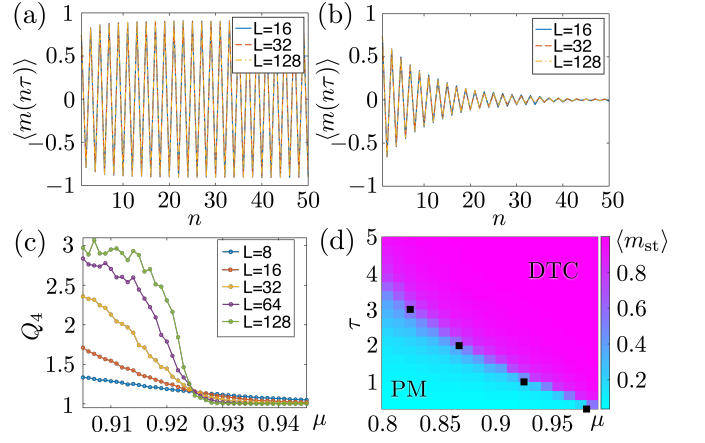 (a)
1
0.5
0
−0.5
−1
⟨m(nτ)⟩
L=16
L=32
L=128
10 20 30 40 50
n
(b)
1
0.5
0
−0.5
−1
⟨m(nτ)⟩
L=16
L=32
L=128
10 20 30 40 50
n
(c)
3
2.5
2
1.5
1
Q4
L=8
L=16
L=32
L=64
L=128
0.91 0.92 0.93 0.94 μ
(d)
5
4
3
2
1
τ
DTC
PM
0.8 0.85 0.9 0.95 μ
⟨mst⟩
0.8
0.6
0.4
0.2